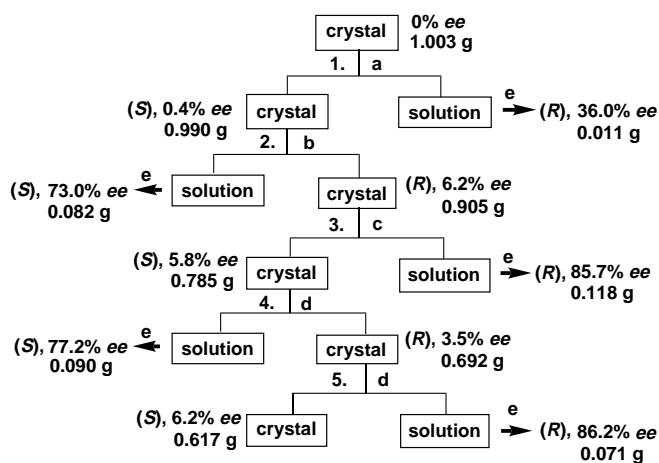 crystal
0% ee
1.003 g
1.
a
(S), 0.4% ee
0.990 g
crystal
solution
e
(R), 36.0% ee
0.011 g
2.
b
(S), 73.0% ee
0.082 g
e
solution
crystal
(R), 6.2% ee
0.905 g
3.
c
(S), 5.8% ee
0.785 g
crystal
solution
e
(R), 85.7% ee
0.118 g
4.
d
(S), 77.2% ee
0.090 g
e
solution
crystal
(R), 3.5% ee
0.692 g
5.
d
(S), 6.2% ee
0.617 g
crystal
solution
e
(R), 86.2% ee
0.071 g